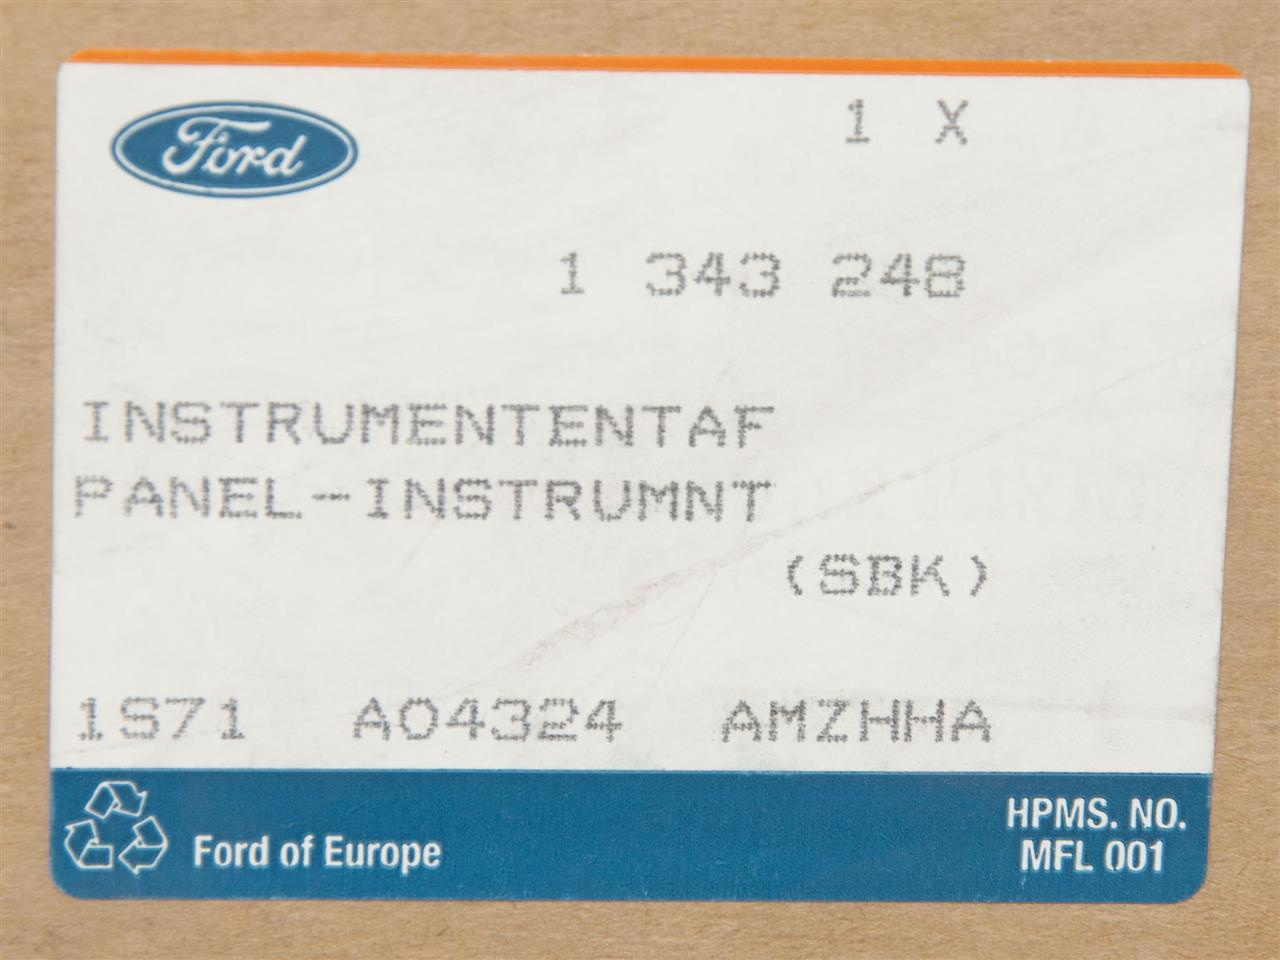 Ford
1 X
1 343 248
INSTRUMENTENTAF
PANEL-INSTRUMNT
(SBK)
1S71 A04324 AMZHHA
Ford of Europe
HPMS. NO.
MFL 001